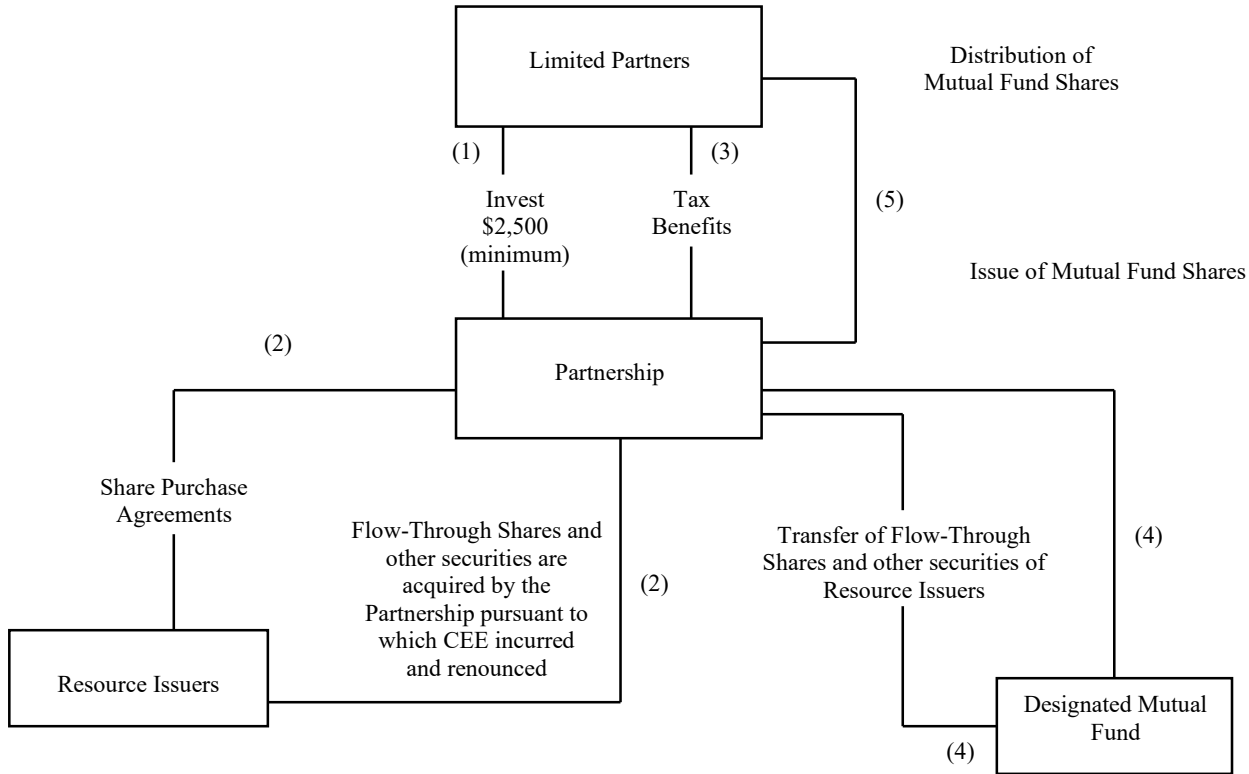 Limited Partners
Distribution of
Mutual Fund Shares
(1)
(3)
Invest
$2,500
(minimum)
Tax
Benefits
(5)
Issue of Mutual Fund Shares
(2)
Partnership
Share Purchase
Agreements
Flow-Through Shares and
other securities are
acquired by the
Partnership pursuant to
which CEE incurred
and renounced
(2)
Transfer of Flow-Through
Shares and other securities of
Resource Issuers
(4)
Resource Issuers
Designated Mutual
Fund
(4)